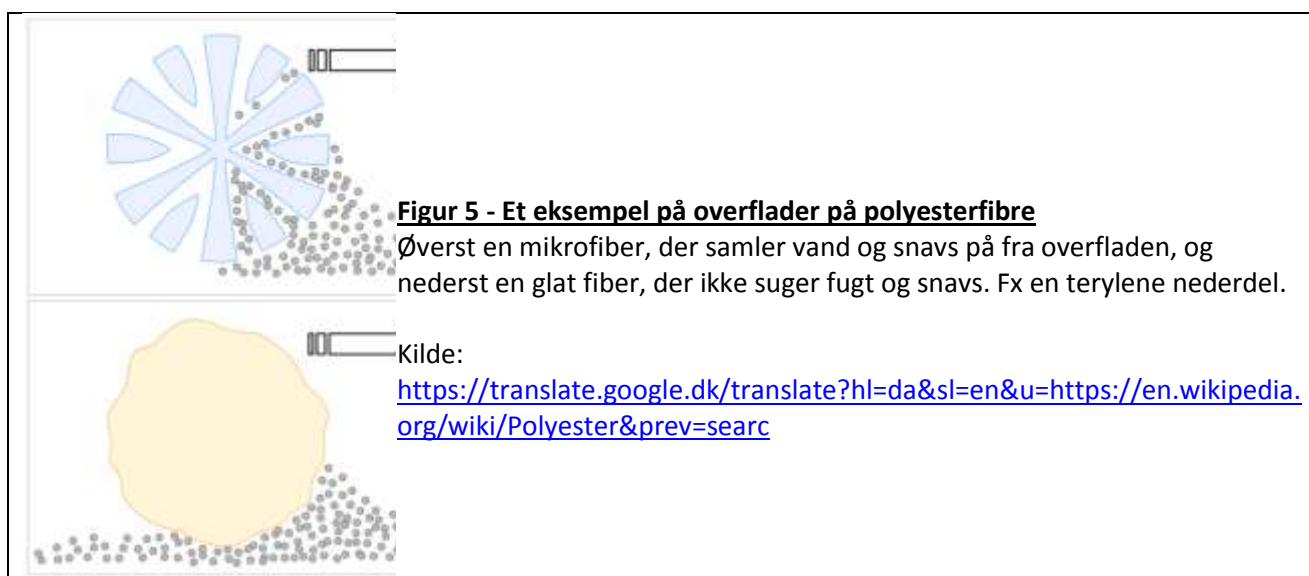 Figur 5 - Et eksempel på overflader på polyesterfibre
Øverst en mikrofiber, der samler vand og snavs på fra overfladen, og
nederst en glat fiber, der ikke suger fugt og snavs. Fx en terylene nederdel.
Kilde:
https://translate.google.dk/translate?hl=da&sl=en&u=https://en.wikipedia.
org/wiki/Polyester&prev=searc